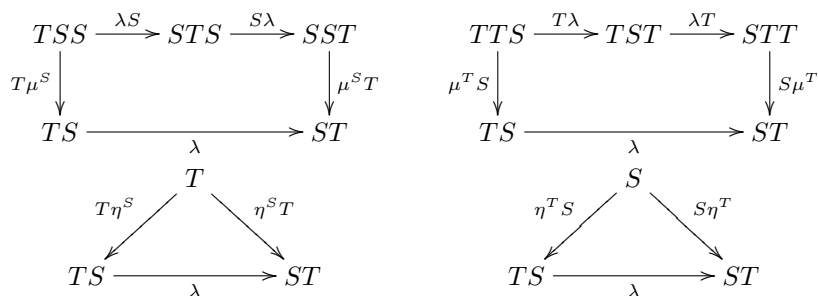 λS Sλ Tλ λT
TSS STS SST TTS TST STT
Tμ^S μ^S T μ^T S Sμ^T
TS ST TS ST
λ λ
T S
Tη^S η^S T η^T S Sη^T
TS ST TS ST
λ λ